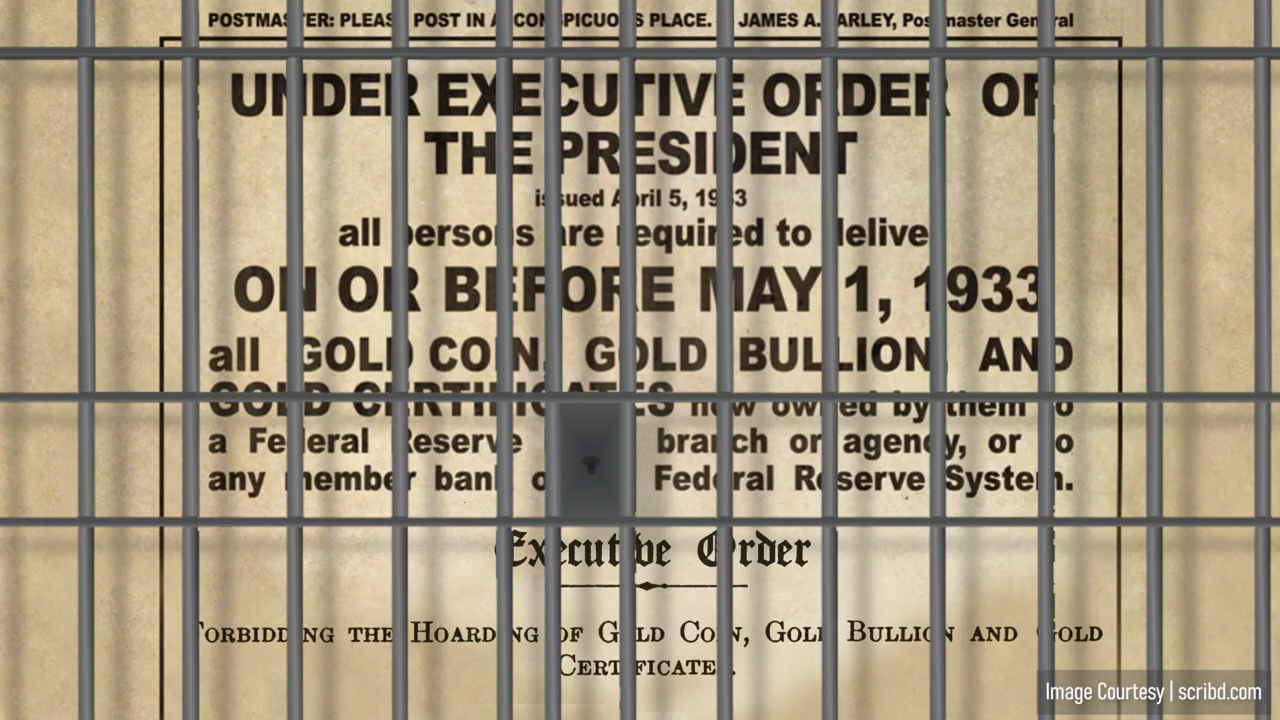 POSTMASTER: PLEASE POST IN A CONSPICUOUS PLACE. JAMES A. FARLEY, Postmaster General
UNDER EXECUTIVE ORDER OF
THE PRESIDENT
issued April 5, 1933
all persons are required to deliver
ON OR BEFORE MAY 1, 1933
all GOLD COIN, GOLD BULLION, AND
GOLD CERTIFICATES now owned by them to
a Federal Reserve branch or agency, or to
any member bank of Federal Reserve System.
Executive Order
FORBIDDING THE HOARDING OF GOLD COIN, GOLD BULLION AND GOLD
CERTIFICATES.
Image Courtesy | scribd.com